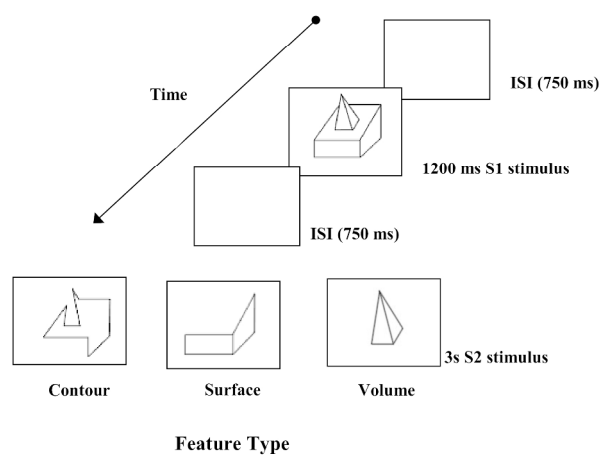 Time
ISI (750 ms)
1200 ms S1 stimulus
ISI (750 ms)
3s S2 stimulus
Contour
Surface
Volume
Feature Type